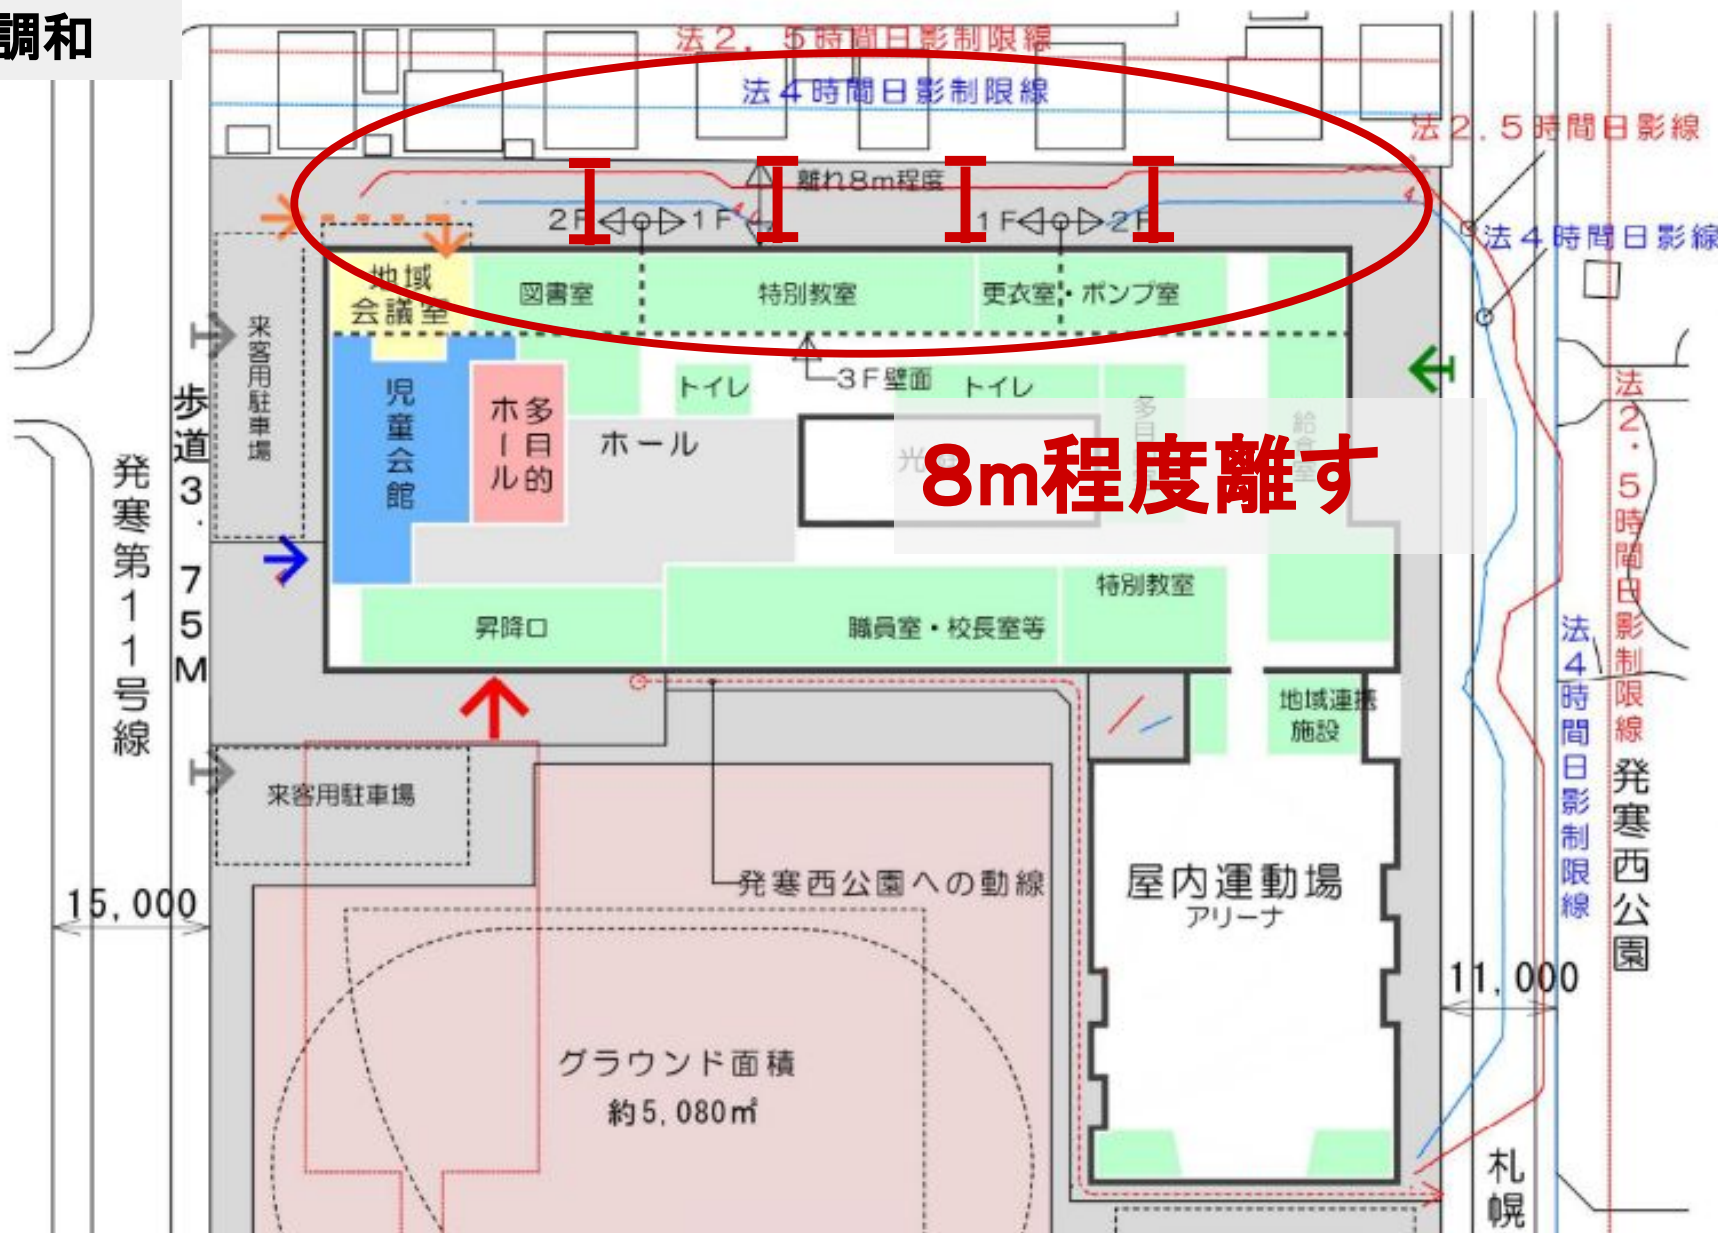 調和
法2.5時間日影制限線
法4時間日影制限線
法2.5時間日影線
離れ8m程度
2F
1F
1F
2F
法4時間日影線
地域
会議室
図書室
特別教室
更衣室・ポンプ室
来客用駐車場
3F壁面
トイレ
トイレ
児童会館
多目的
ホール
ホール
8m程度離す
給食室
歩道3.75M
発寒第11号線
特別教室
昇降口
職員室・校長室等
地域連携
施設
法2.5時間日影制限線
法4時間日影制限線
来客用駐車場
発寒西公園への動線
屋内運動場
アリーナ
発寒西公園
15,000
11,000
グラウンド面積
約5,080㎡
札幌